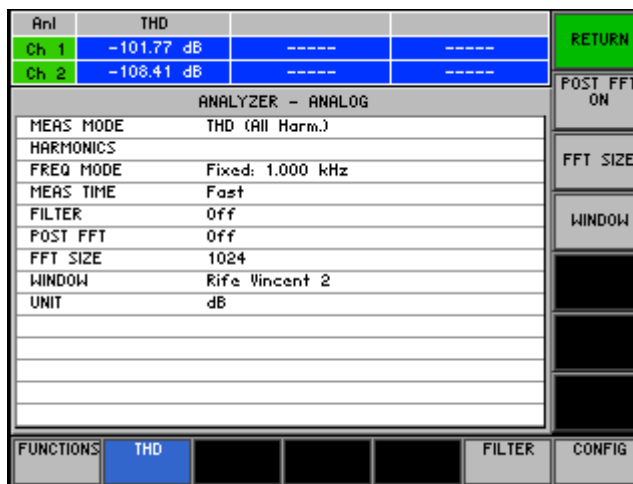 Anl THD
Ch 1 -101.77 dB ----- -----
Ch 2 -108.41 dB ----- -----
RETURN
POST FFT
ON
FFT SIZE
WINDOW
ANALYZER - ANALOG
MEAS MODE THD (All Harm.)
HARMONICS
FREQ MODE Fixed: 1.000 kHz
MEAS TIME Fast
FILTER Off
POST FFT Off
FFT SIZE 1024
WINDOW Rife Vincent 2
UNIT dB
FUNCTIONS THD FILTER CONFIG